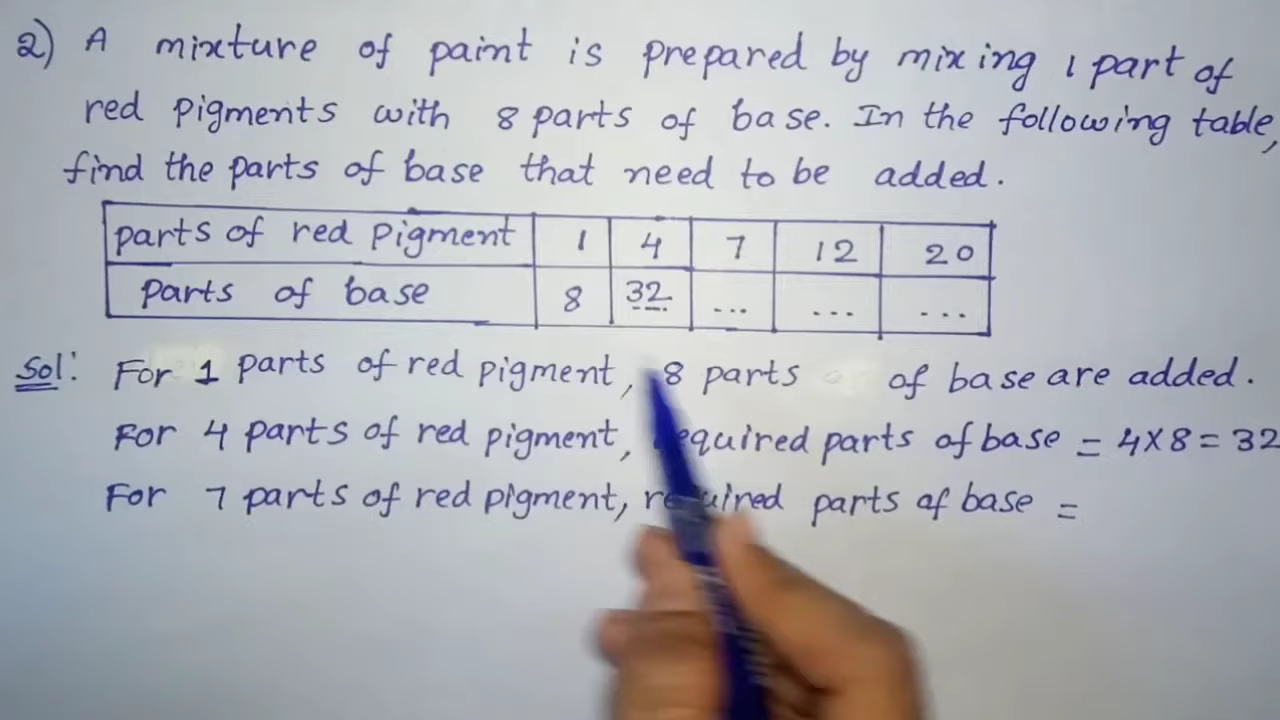 2) A mixture of paint is prepared by mixing 1 part of
red pigments with 8 parts of base. In the following table,
find the parts of base that need to be added.
parts of red pigment 1 4 7 12 20
parts of base 8 32 ... ... ...
Sol: For 1 parts of red pigment, 8 parts of base are added.
For 4 parts of red pigment, required parts of base = 4×8 = 32
For 7 parts of red pigment, required parts of base =